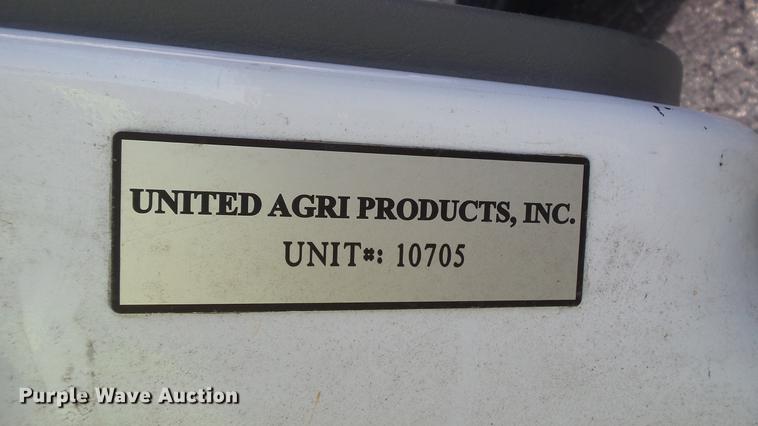 UNITED AGRI PRODUCTS, INC.
UNIT#: 10705
Purple Wave Auction